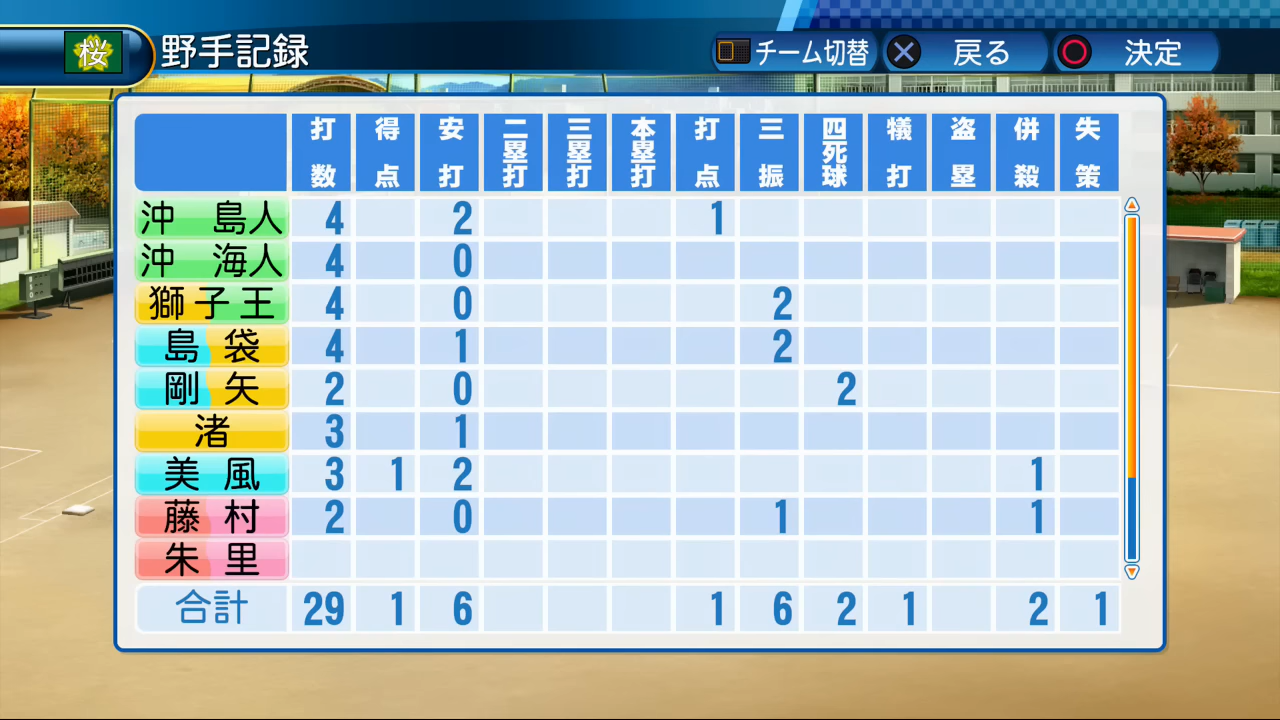 桜 野手記録 チーム切替 戻る 決定
打数 得点 安打 二塁打 三塁打 本塁打 打点 三振 四死球 犠打 盗塁 併殺 失策
沖 島人 4 2 1
沖 海人 4 0
獅子王 4 0 2
島袋 4 1 2
剛矢 2 0 2
渚 3 1
美風 3 1 2 1
藤村 2 0 1 1
朱里
合計 29 1 6 1 6 2 1 2 1